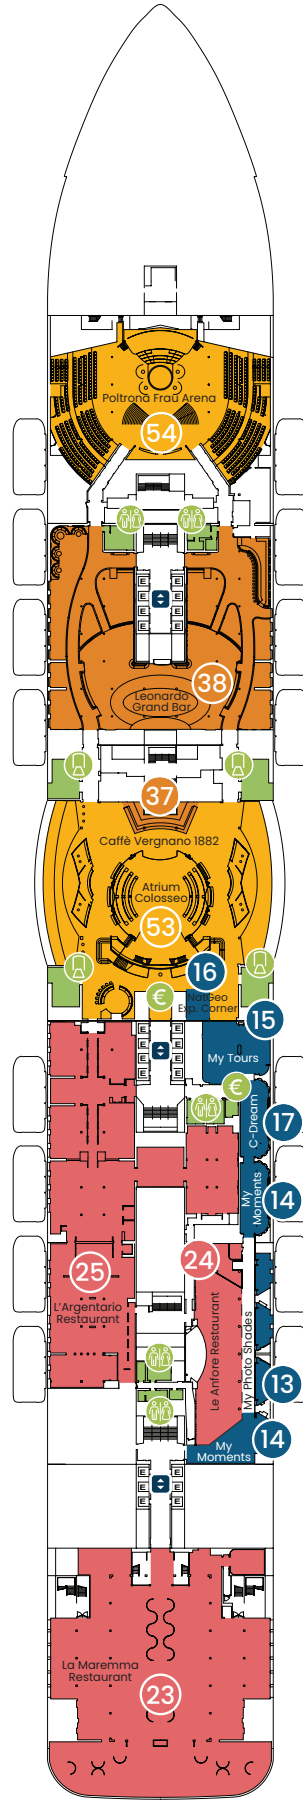 Poltrona Frau Arena
54
38
Leonardo
Grand Bar
37
Caffè Vergnano 1882
Atrium
Colosseo
53
16
€
NatGeo
Exp. Corner
15
My Tours
€
C-Dream
17
My
Moments
14
24
25
L'Argentario
Restaurant
Le Anfore Restaurant
My Photo Shades
13
14
My
Moments
La Maremma
Restaurant
23